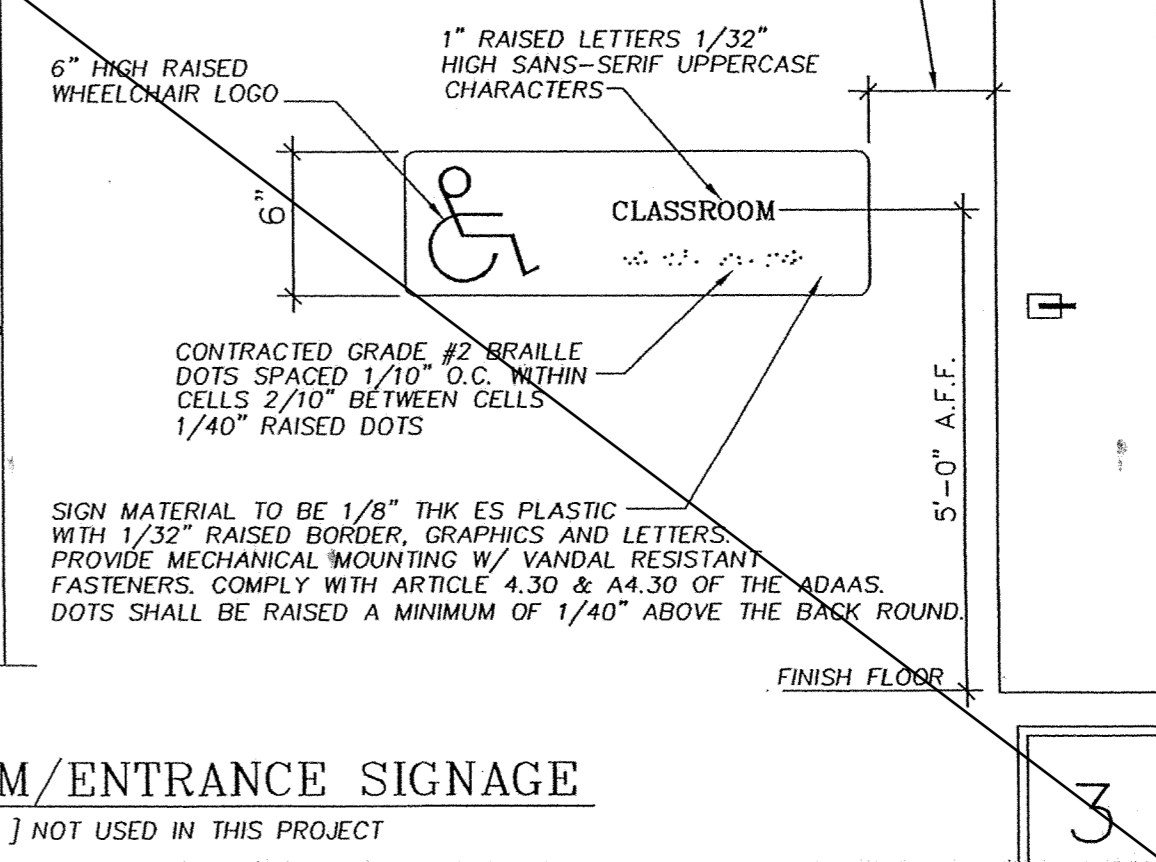 1" RAISED LETTERS 1/32"
HIGH SANS-SERIF UPPERCASE
CHARACTERS
6" HIGH RAISED
WHEELCHAIR LOGO
6"
CLASSROOM
CONTRACTED GRADE #2 BRAILLE
DOTS SPACED 1/10" O.C. WITHIN
CELLS 2/10" BETWEEN CELLS
1/40" RAISED DOTS
5'-0" A.F.F.
SIGN MATERIAL TO BE 1/8" THK ES PLASTIC
WITH 1/32" RAISED BORDER, GRAPHICS AND LETTERS.
PROVIDE MECHANICAL MOUNTING W/ VANDAL RESISTANT
FASTENERS. COMPLY WITH ARTICLE 4.30 & A4.30 OF THE ADAAS.
DOTS SHALL BE RAISED A MINIMUM OF 1/40" ABOVE THE BACK ROUND.
FINISH FLOOR
M/ENTRANCE SIGNAGE
] NOT USED IN THIS PROJECT
3